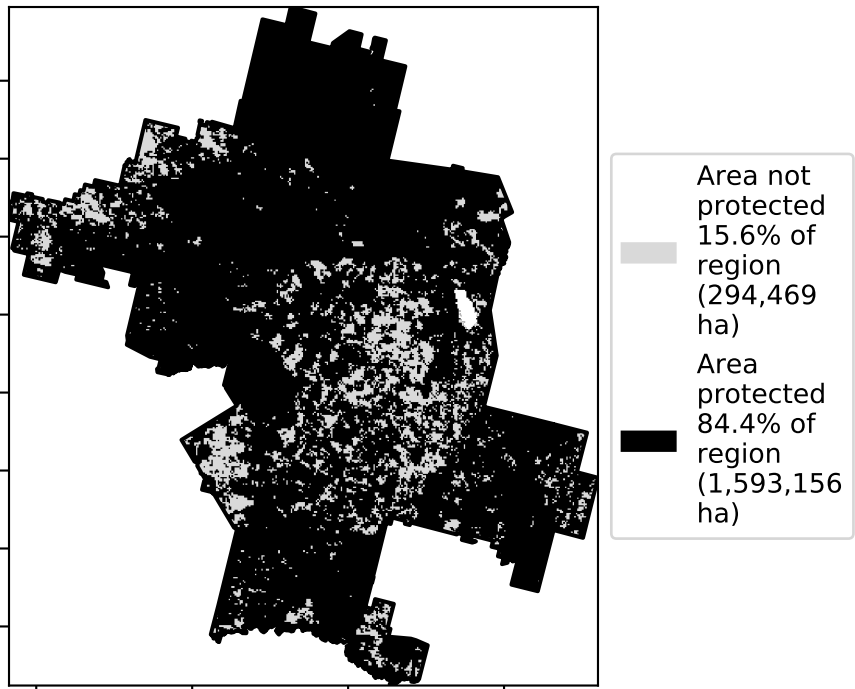 Area not
protected
15.6% of
region
(294,469
ha)
Area
protected
84.4% of
region
(1,593,156
ha)